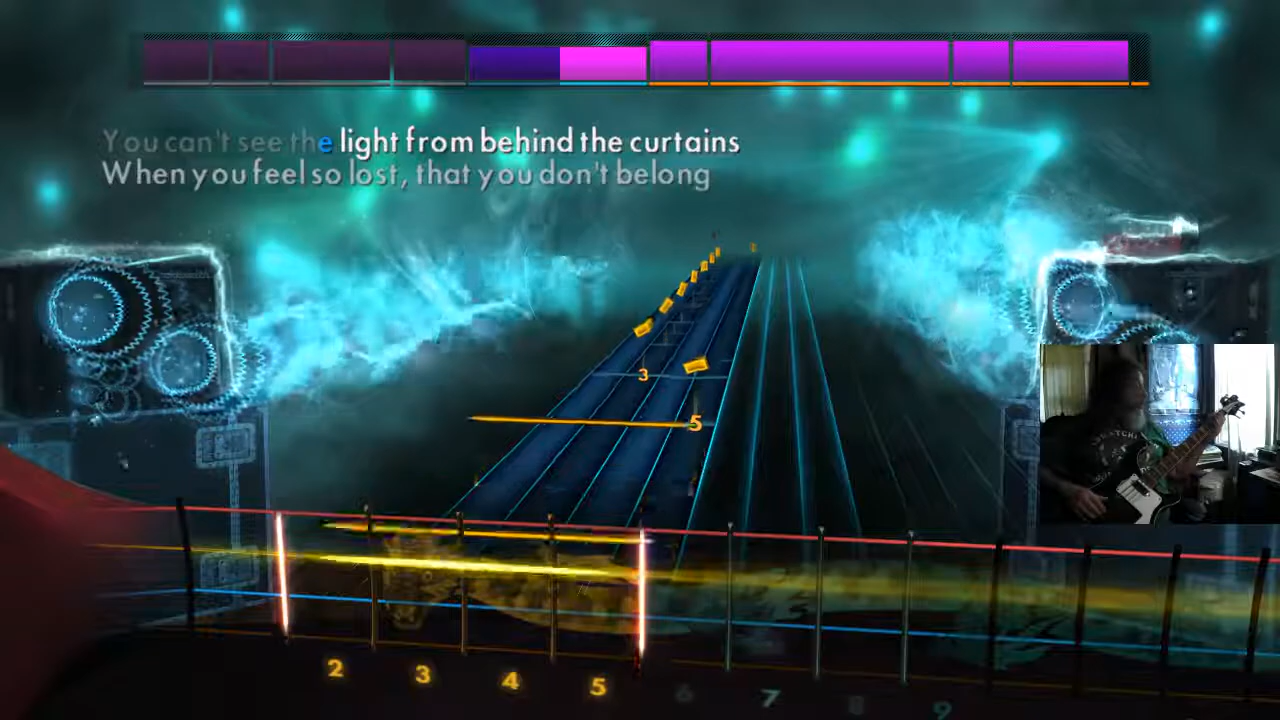 You can't see the light from behind the curtains
When you feel so lost, that you don't belong
3
5
2 3 4 5 6 7 8 9